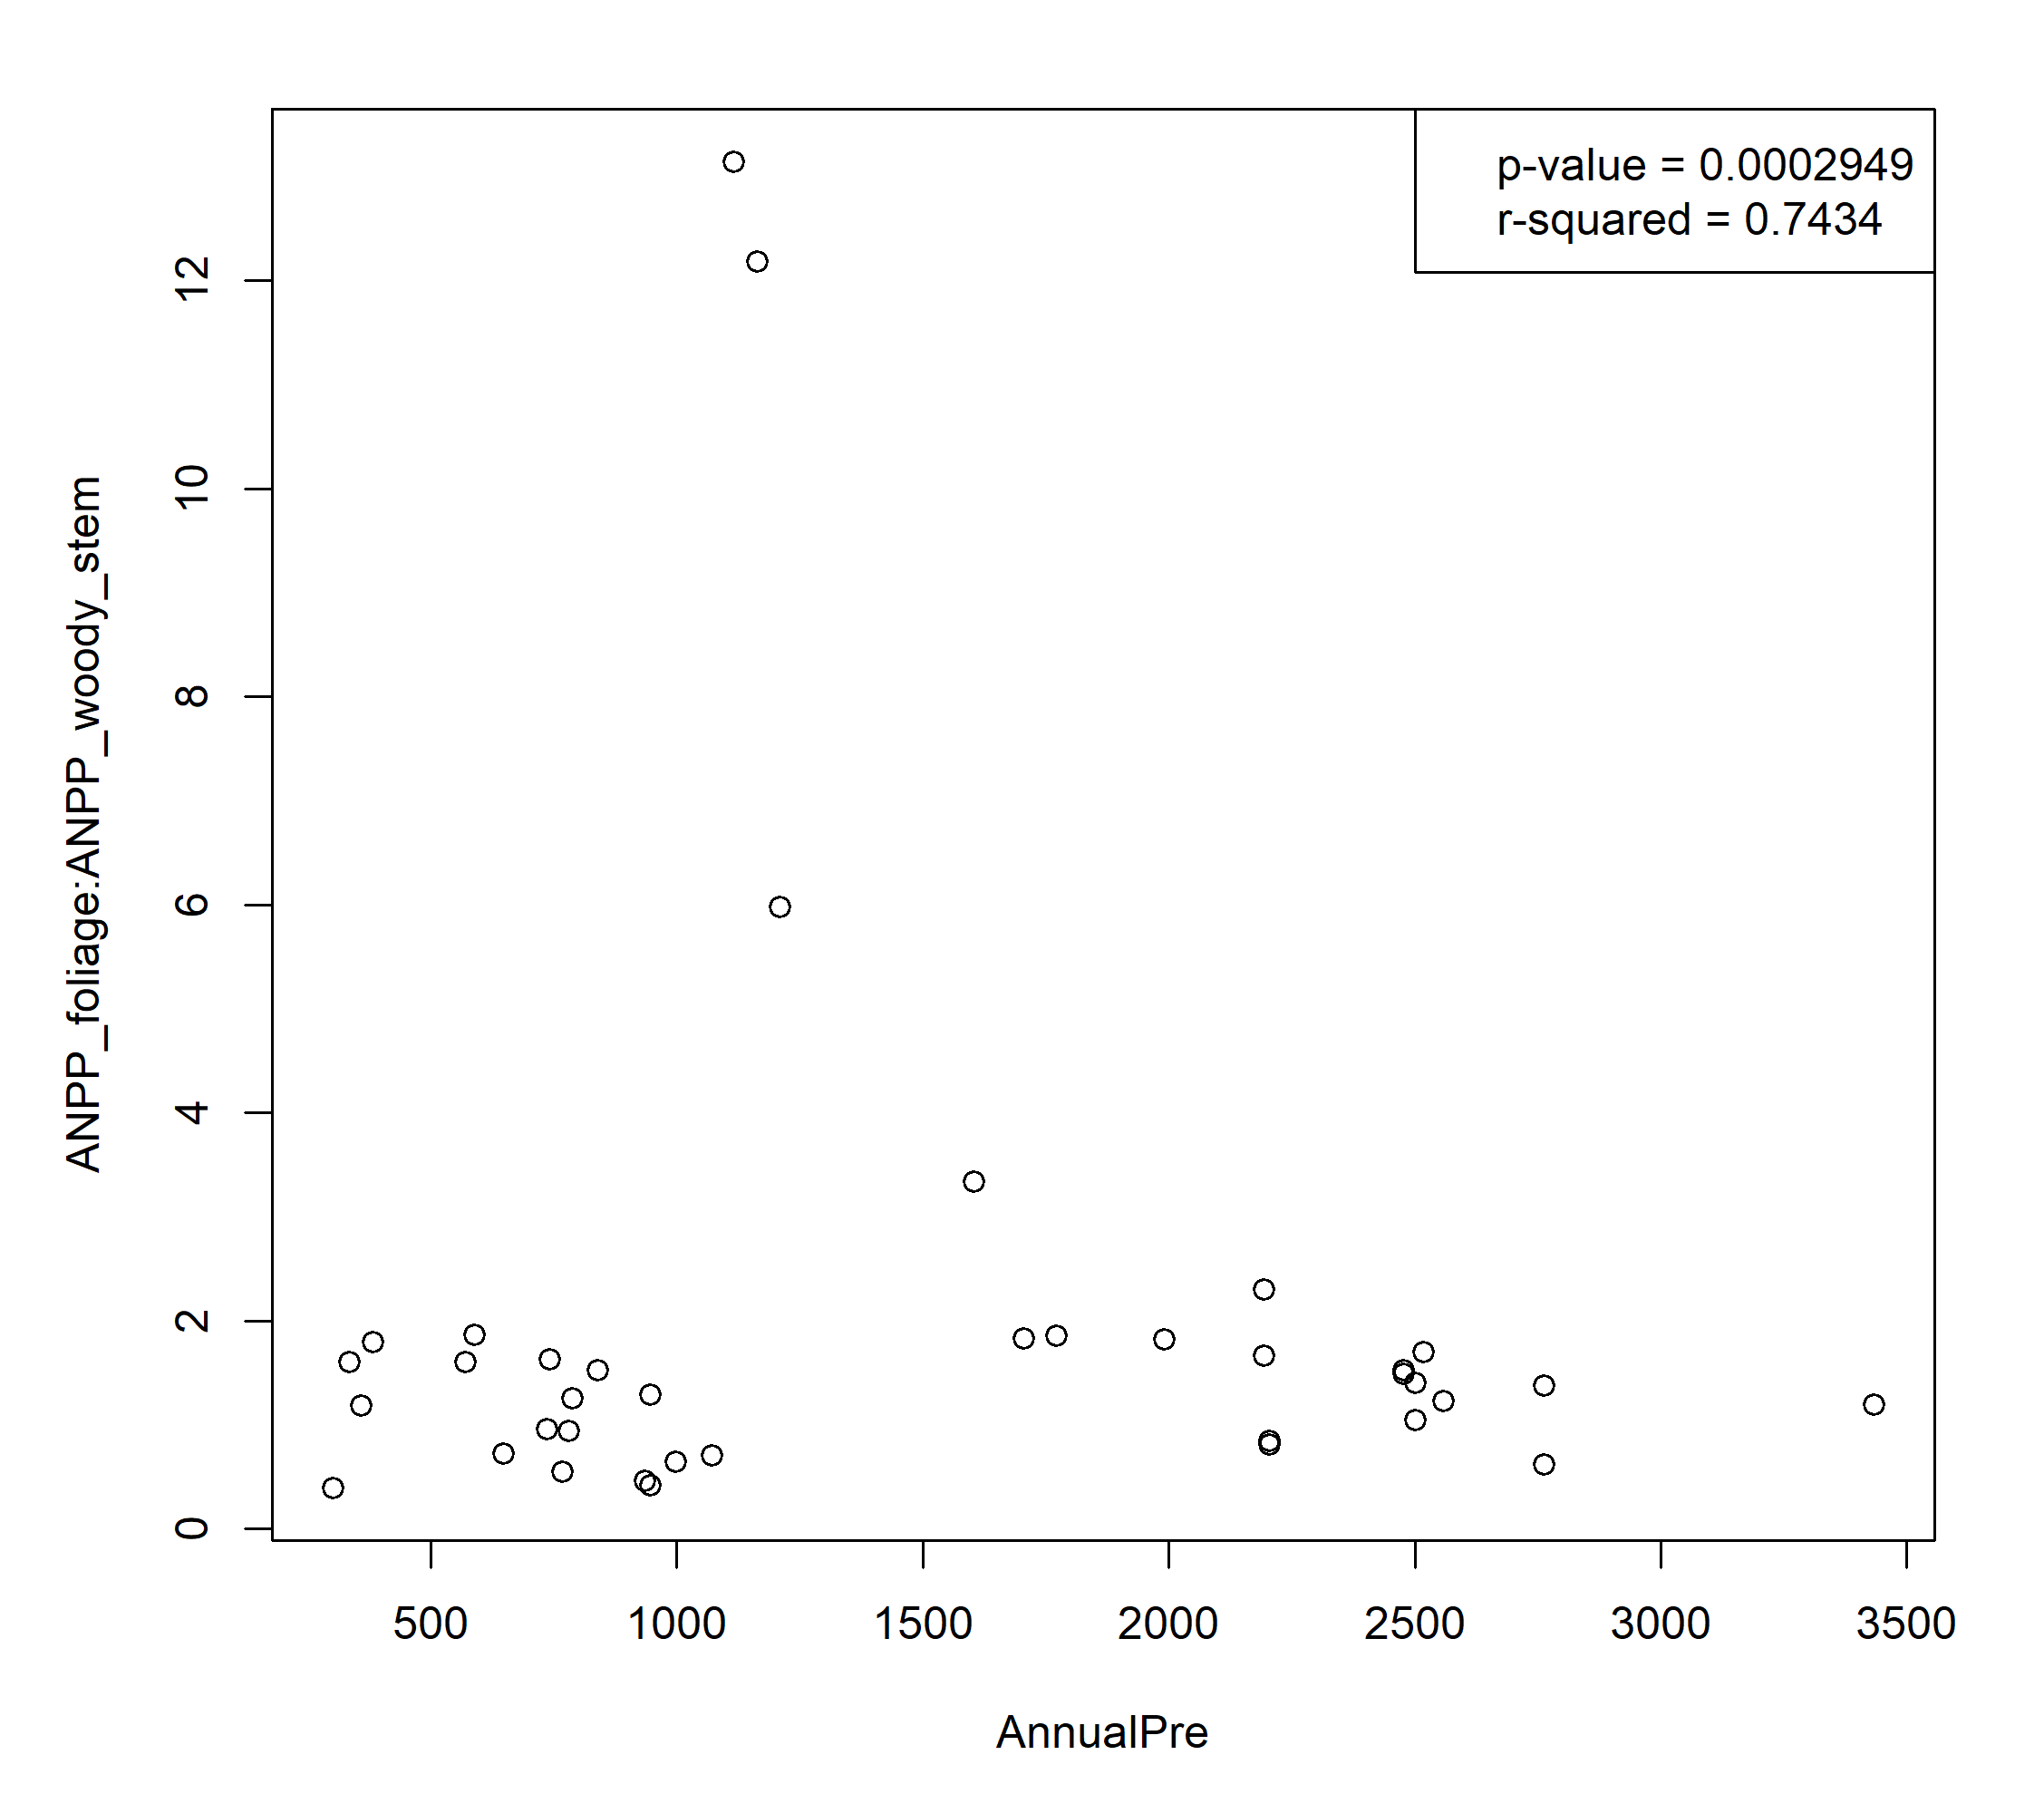 p-value = 0.0002949
r-squared = 0.7434
ANPP_foliage:ANPP_woody_stem
12
10
8
6
4
2
0
500 1000 1500 2000 2500 3000 3500
AnnualPre